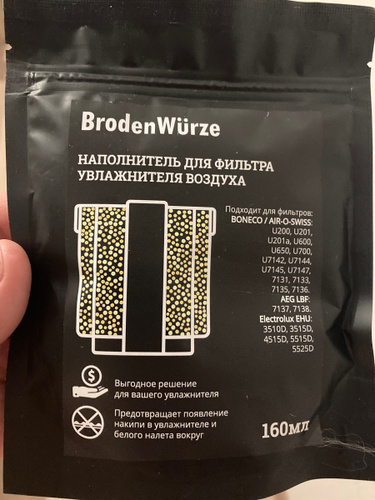 BrodenWürze
НАПОЛНИТЕЛЬ ДЛЯ ФИЛЬТРА
УВЛАЖНИТЕЛЯ ВОЗДУХА
Подходит для фильтров:
BONECO / AIR-O-SWISS:
U200, U201,
U201a, U600,
U650, U700,
U7142, U7144,
U7145, U7147,
7131, 7133,
7135, 7136.
AEG LBF:
7137, 7138.
Electrolux EHU:
3510D, 3515D,
4515D, 5515D,
5525D
$
Выгодное решение
для вашего увлажнителя
Предотвращает появление
накипи в увлажнителе и
белого налета вокруг
160мл